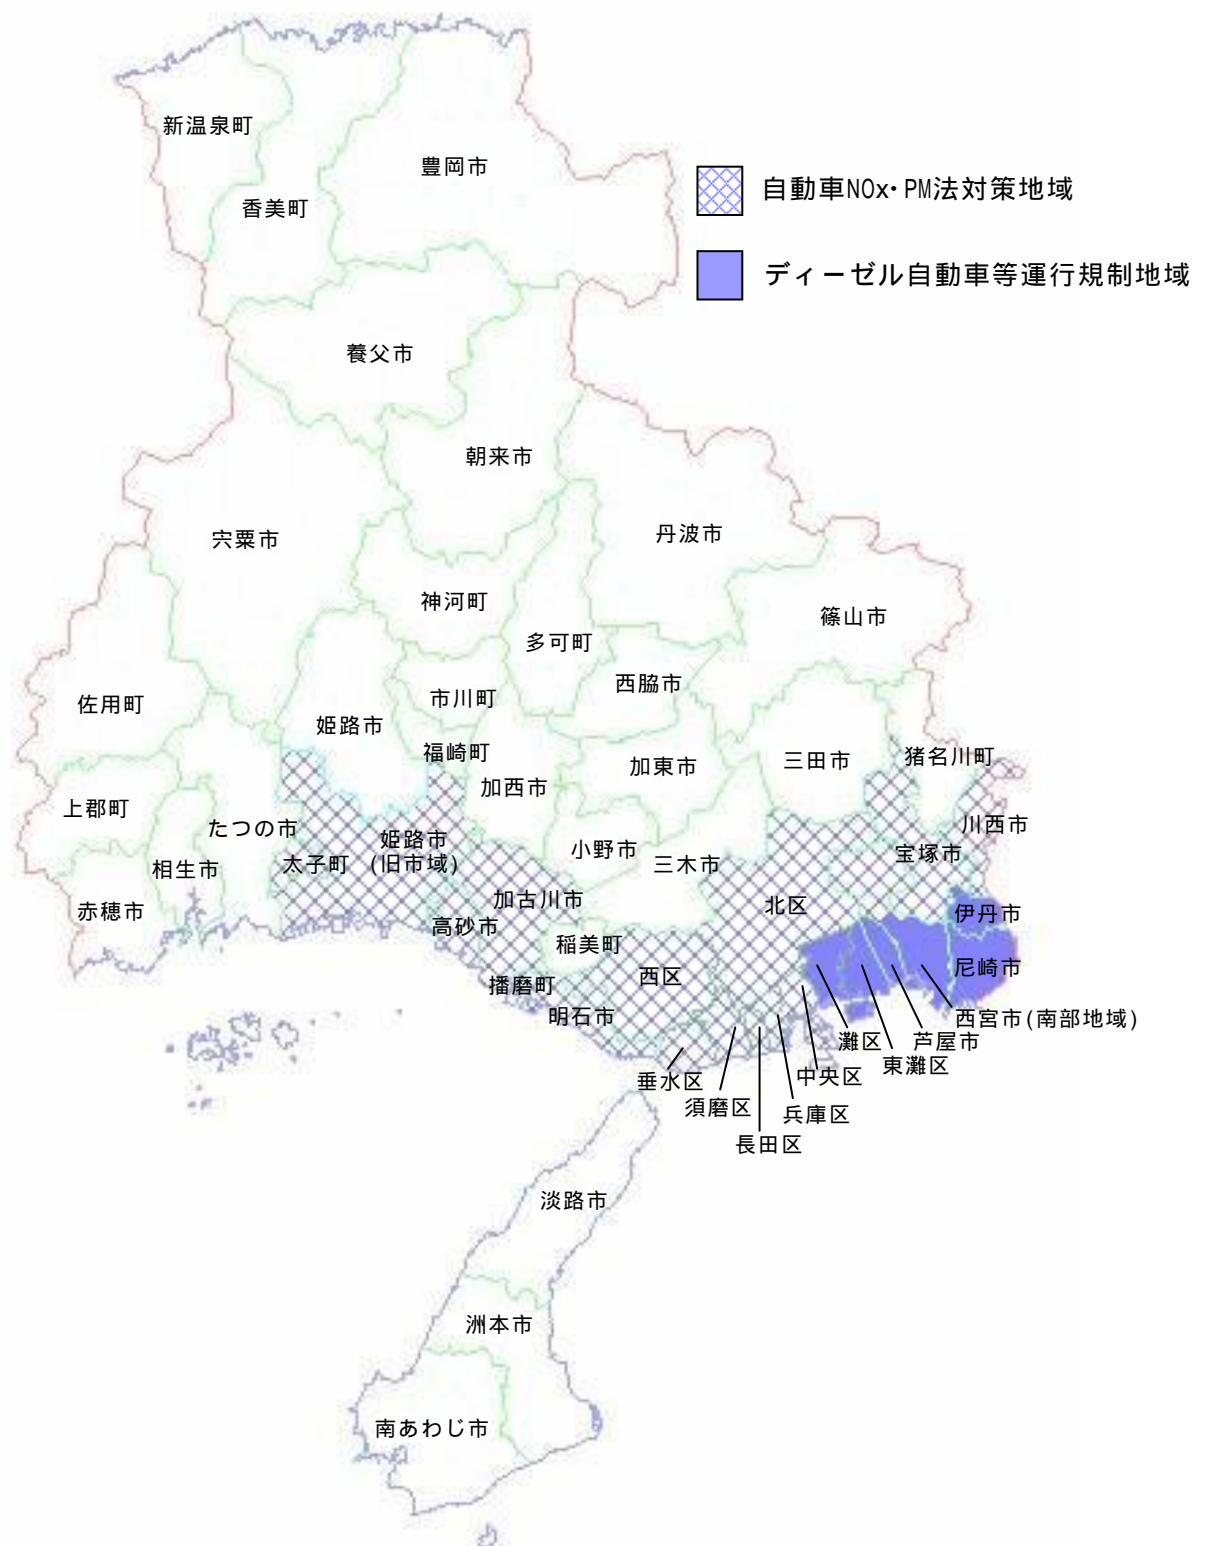 新温泉町
豊岡市
香美町
自動車NOx・PM法対策地域
ディーゼル自動車等運行規制地域
養父市
朝来市
宍粟市
丹波市
神河町
篠山市
多可町
西脇市
市川町
佐用町
姫路市
福崎町
猪名川町
三田市
加東市
加西市
上郡町
たつの市
川西市
姫路市
(旧市域)
小野市
宝塚市
太子町
三木市
相生市
加古川市
北区
赤穂市
伊丹市
高砂市
稲美町
尼崎市
西区
播磨町
明石市
西宮市(南部地域)
灘区
芦屋市
東灘区
中央区
垂水区
須磨区
兵庫区
長田区
淡路市
洲本市
南あわじ市